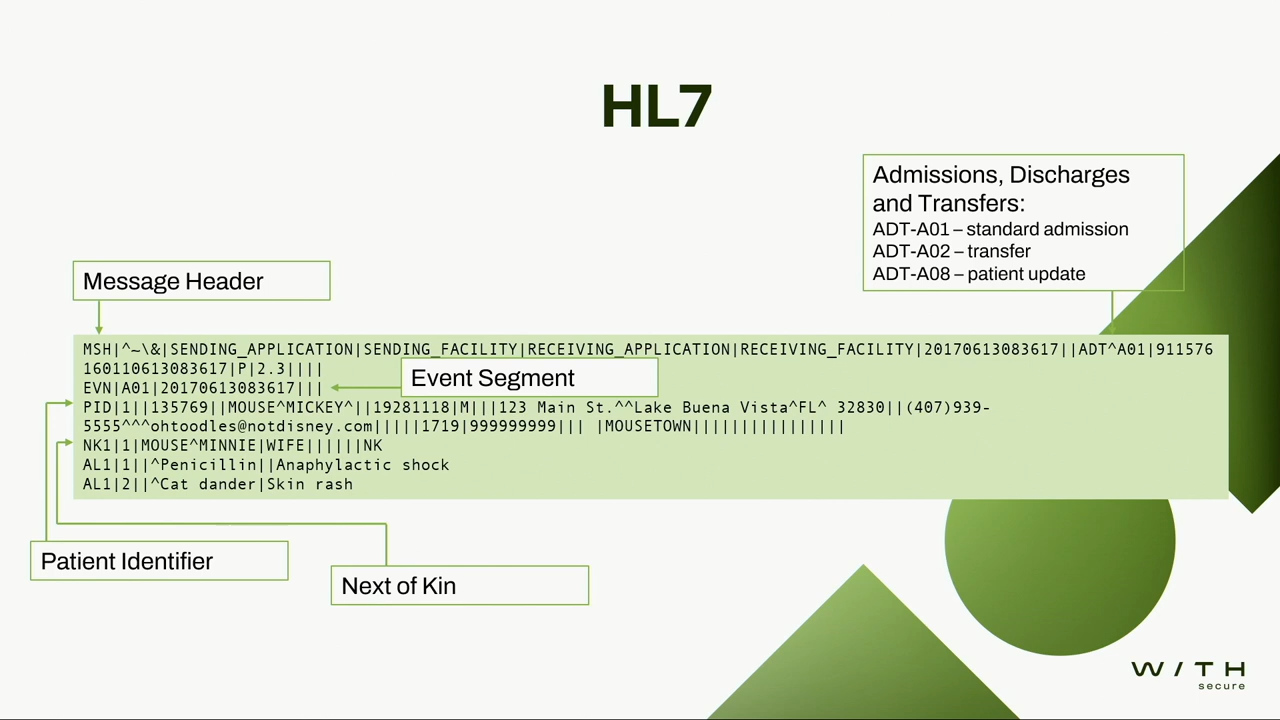 HL7
Admissions, Discharges
and Transfers:
ADT-A01 – standard admission
ADT-A02 – transfer
ADT-A08 – patient update
Message Header
MSH|^~\&|SENDING_APPLICATION|SENDING_FACILITY|RECEIVING_APPLICATION|RECEIVING_FACILITY|20170613083617||ADT^A01|911576
160110613083617|P|2.3||||
EVN|A01|20170613083617|||
Event Segment
PID|1||135769||MOUSE^MICKEY^||19281118|M|||123 Main St.^^Lake Buena Vista^FL^ 32830||(407)939-
5555^^^ohtoodles@notdisney.com|||||1719|999999999||| |MOUSETOWN||||||||||||||||
NK1|1|MOUSE^MINNIE|WIFE||||||NK
AL1|1||^Penicillin||Anaphylactic shock
AL1|2||^Cat dander|Skin rash
Patient Identifier
Next of Kin
W / T H
secure